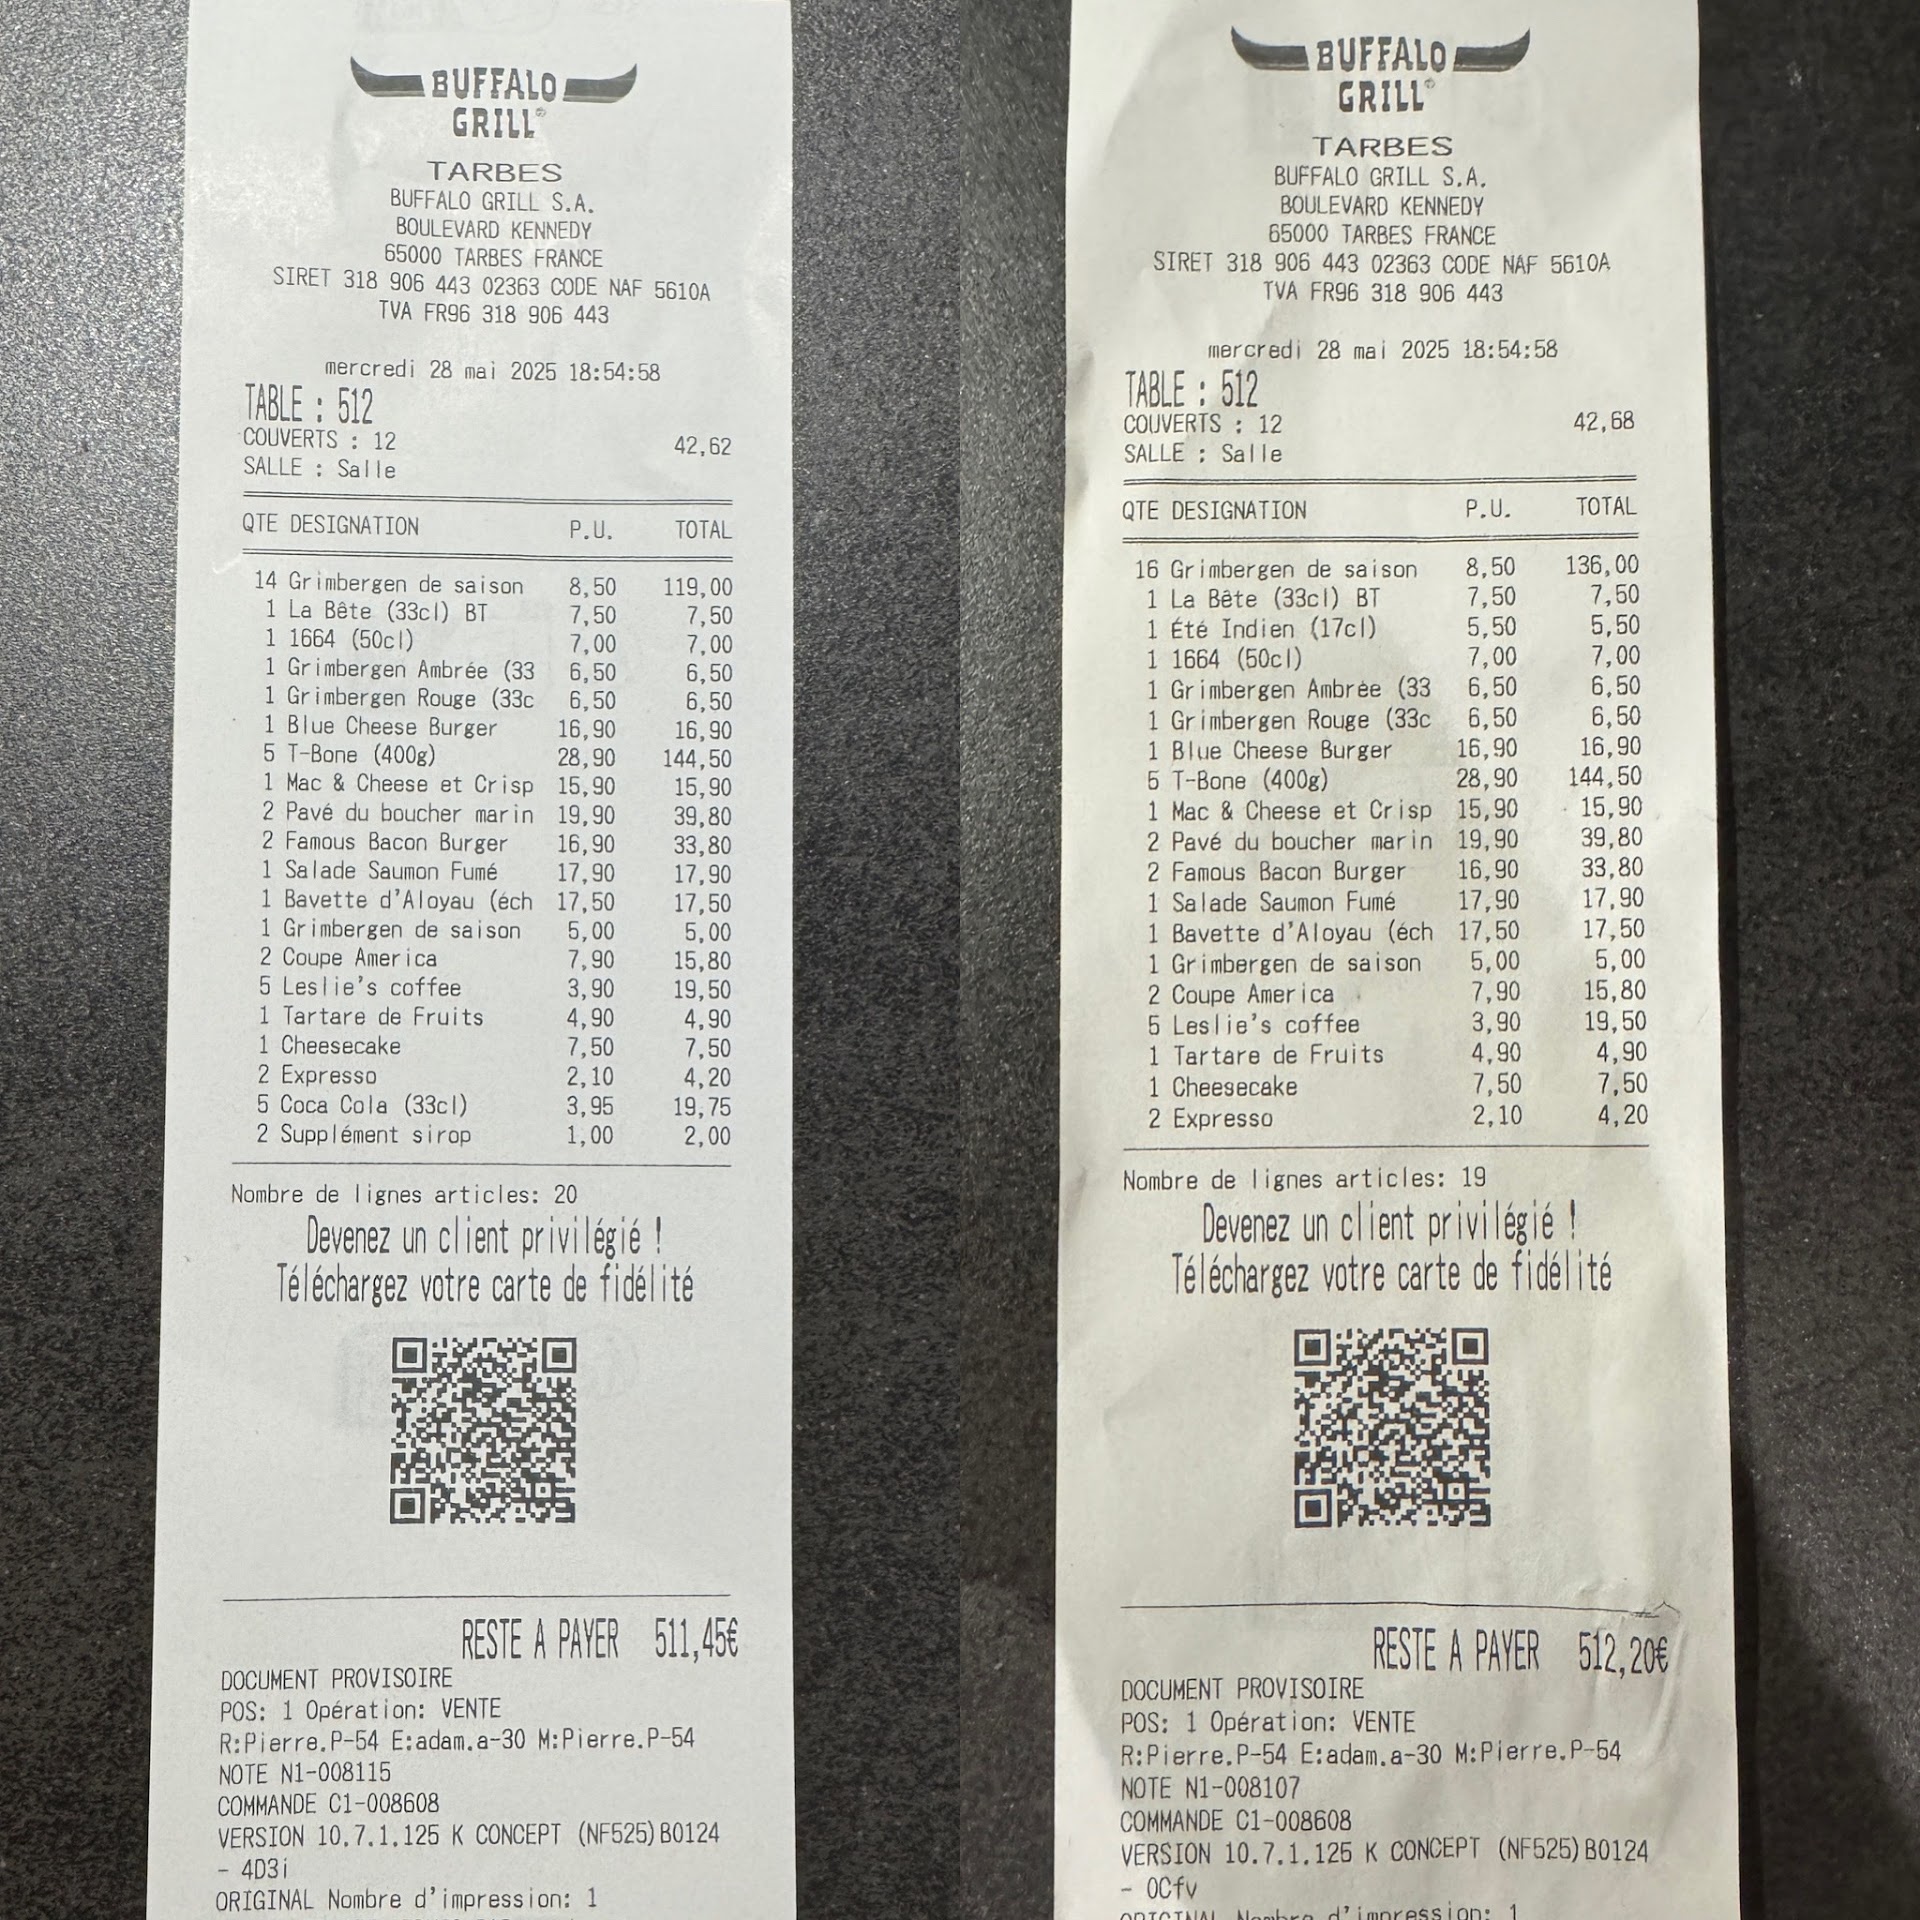 BUFFALO
GRILL®
TARBES
BUFFALO GRILL S.A.
BOULEVARD KENNEDY
65000 TARBES FRANCE
SIRET 318 906 443 02363 CODE NAF 5610A
TVA FR96 318 906 443
mercredi 28 mai 2025 18:54:58
TABLE : 512
COUVERTS : 12 42,62
SALLE : Salle
QTE DESIGNATION P.U. TOTAL
14 Grimbergen de saison 8,50 119,00
1 La Bête (33cl) BT 7,50 7,50
1 1664 (50cl) 7,00 7,00
1 Grimbergen Ambrée (33 6,50 6,50
1 Grimbergen Rouge (33c 6,50 6,50
1 Blue Cheese Burger 16,90 16,90
5 T-Bone (400g) 28,90 144,50
1 Mac & Cheese et Crisp 15,90 15,90
2 Pavé du boucher marin 19,90 39,80
2 Famous Bacon Burger 16,90 33,80
1 Salade Saumon Fumé 17,90 17,90
1 Bavette d'Aloyau (éch 17,50 17,50
1 Grimbergen de saison 5,00 5,00
2 Coupe America 7,90 15,80
5 Leslie's coffee 3,90 19,50
1 Tartare de Fruits 4,90 4,90
1 Cheesecake 7,50 7,50
2 Expresso 2,10 4,20
5 Coca Cola (33cl) 3,95 19,75
2 Supplément sirop 1,00 2,00
Nombre de lignes articles: 20
Devenez un client privilégié !
Téléchargez votre carte de fidélité
RESTE A PAYER 511,45€
DOCUMENT PROVISOIRE
POS: 1 Opération: VENTE
R:Pierre.P-54 E:adam.a-30 M:Pierre.P-54
NOTE N1-008115
COMMANDE C1-008608
VERSION 10.7.1.125 K CONCEPT (NF525)B0124
- 4D3i
ORIGINAL Nombre d'impression: 1
BUFFALO
GRILL®
TARBES
BUFFALO GRILL S.A.
BOULEVARD KENNEDY
65000 TARBES FRANCE
SIRET 318 906 443 02363 CODE NAF 5610A
TVA FR96 318 906 443
mercredi 28 mai 2025 18:54:58
TABLE : 512
COUVERTS : 12 42,68
SALLE : Salle
QTE DESIGNATION P.U. TOTAL
16 Grimbergen de saison 8,50 136,00
1 La Bête (33cl) BT 7,50 7,50
1 Été Indien (17cl) 5,50 5,50
1 1664 (50cl) 7,00 7,00
1 Grimbergen Ambrée (33 6,50 6,50
1 Grimbergen Rouge (33c 6,50 6,50
1 Blue Cheese Burger 16,90 16,90
5 T-Bone (400g) 28,90 144,50
1 Mac & Cheese et Crisp 15,90 15,90
2 Pavé du boucher marin 19,90 39,80
2 Famous Bacon Burger 16,90 33,80
1 Salade Saumon Fumé 17,90 17,90
1 Bavette d'Aloyau (éch 17,50 17,50
1 Grimbergen de saison 5,00 5,00
2 Coupe America 7,90 15,80
5 Leslie's coffee 3,90 19,50
1 Tartare de Fruits 4,90 4,90
1 Cheesecake 7,50 7,50
2 Expresso 2,10 4,20
Nombre de lignes articles: 19
Devenez un client privilégié !
Téléchargez votre carte de fidélité
RESTE A PAYER 512,20€
DOCUMENT PROVISOIRE
POS: 1 Opération: VENTE
R:Pierre.P-54 E:adam.a-30 M:Pierre.P-54
NOTE N1-008107
COMMANDE C1-008608
VERSION 10.7.1.125 K CONCEPT (NF525)B0124
- 0Cfv
ORIGINAL Nombre d'impression: 1